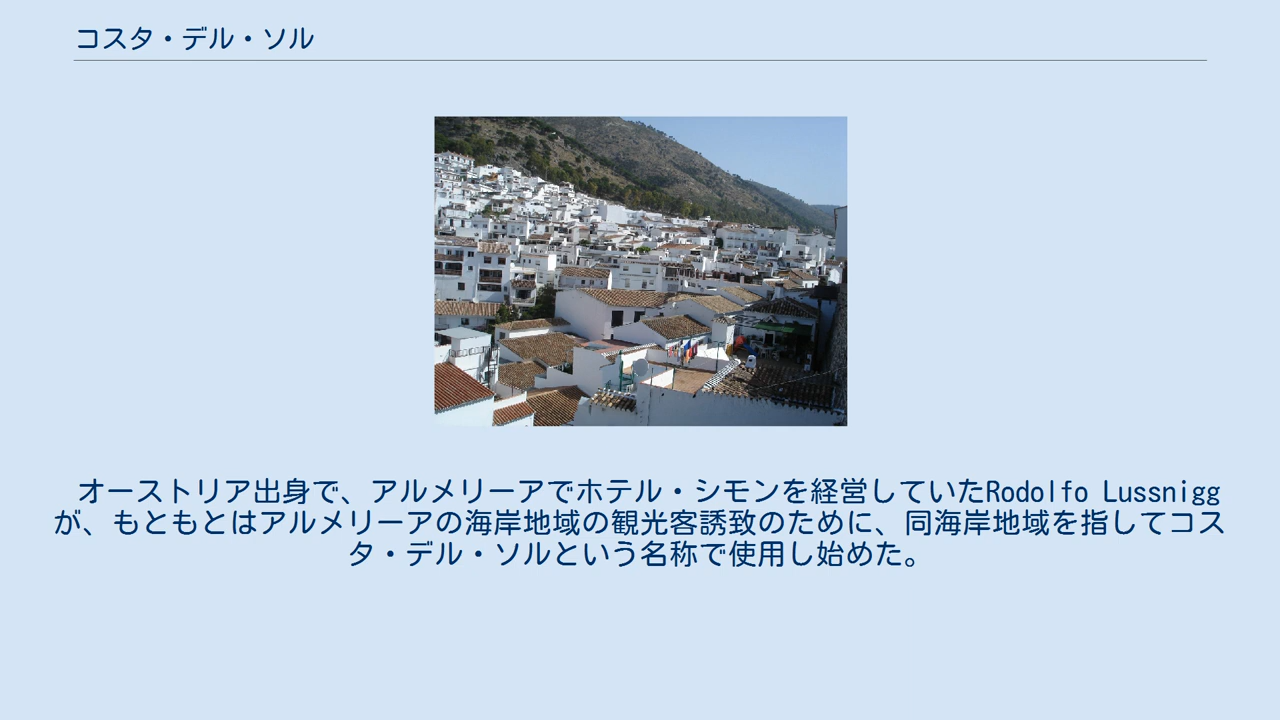 コスタ・デル・ソル
オーストリア出身で、アルメリーアでホテル・シモンを経営していたRodolfo Lussnigg
が、もともとはアルメリーアの海岸地域の観光客誘致のために、同海岸地域を指してコス
タ・デル・ソルという名称で使用し始めた。